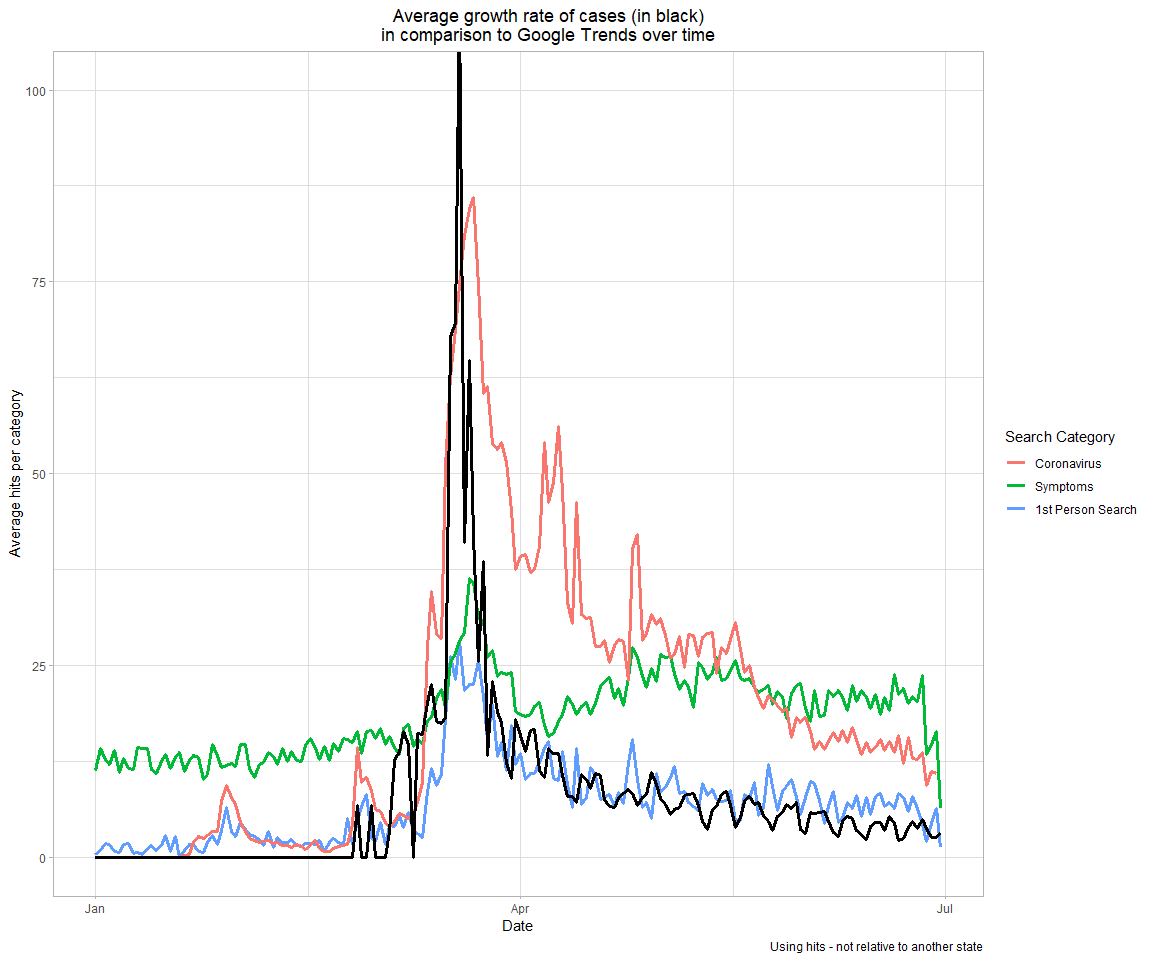 Average growth rate of cases (in black)
in comparison to Google Trends over time
Average hits per category
100
75
50
25
0
Jan
Apr
Jul
Date
Search Category
Coronavirus
Symptoms
1st Person Search
Using hits - not relative to another state